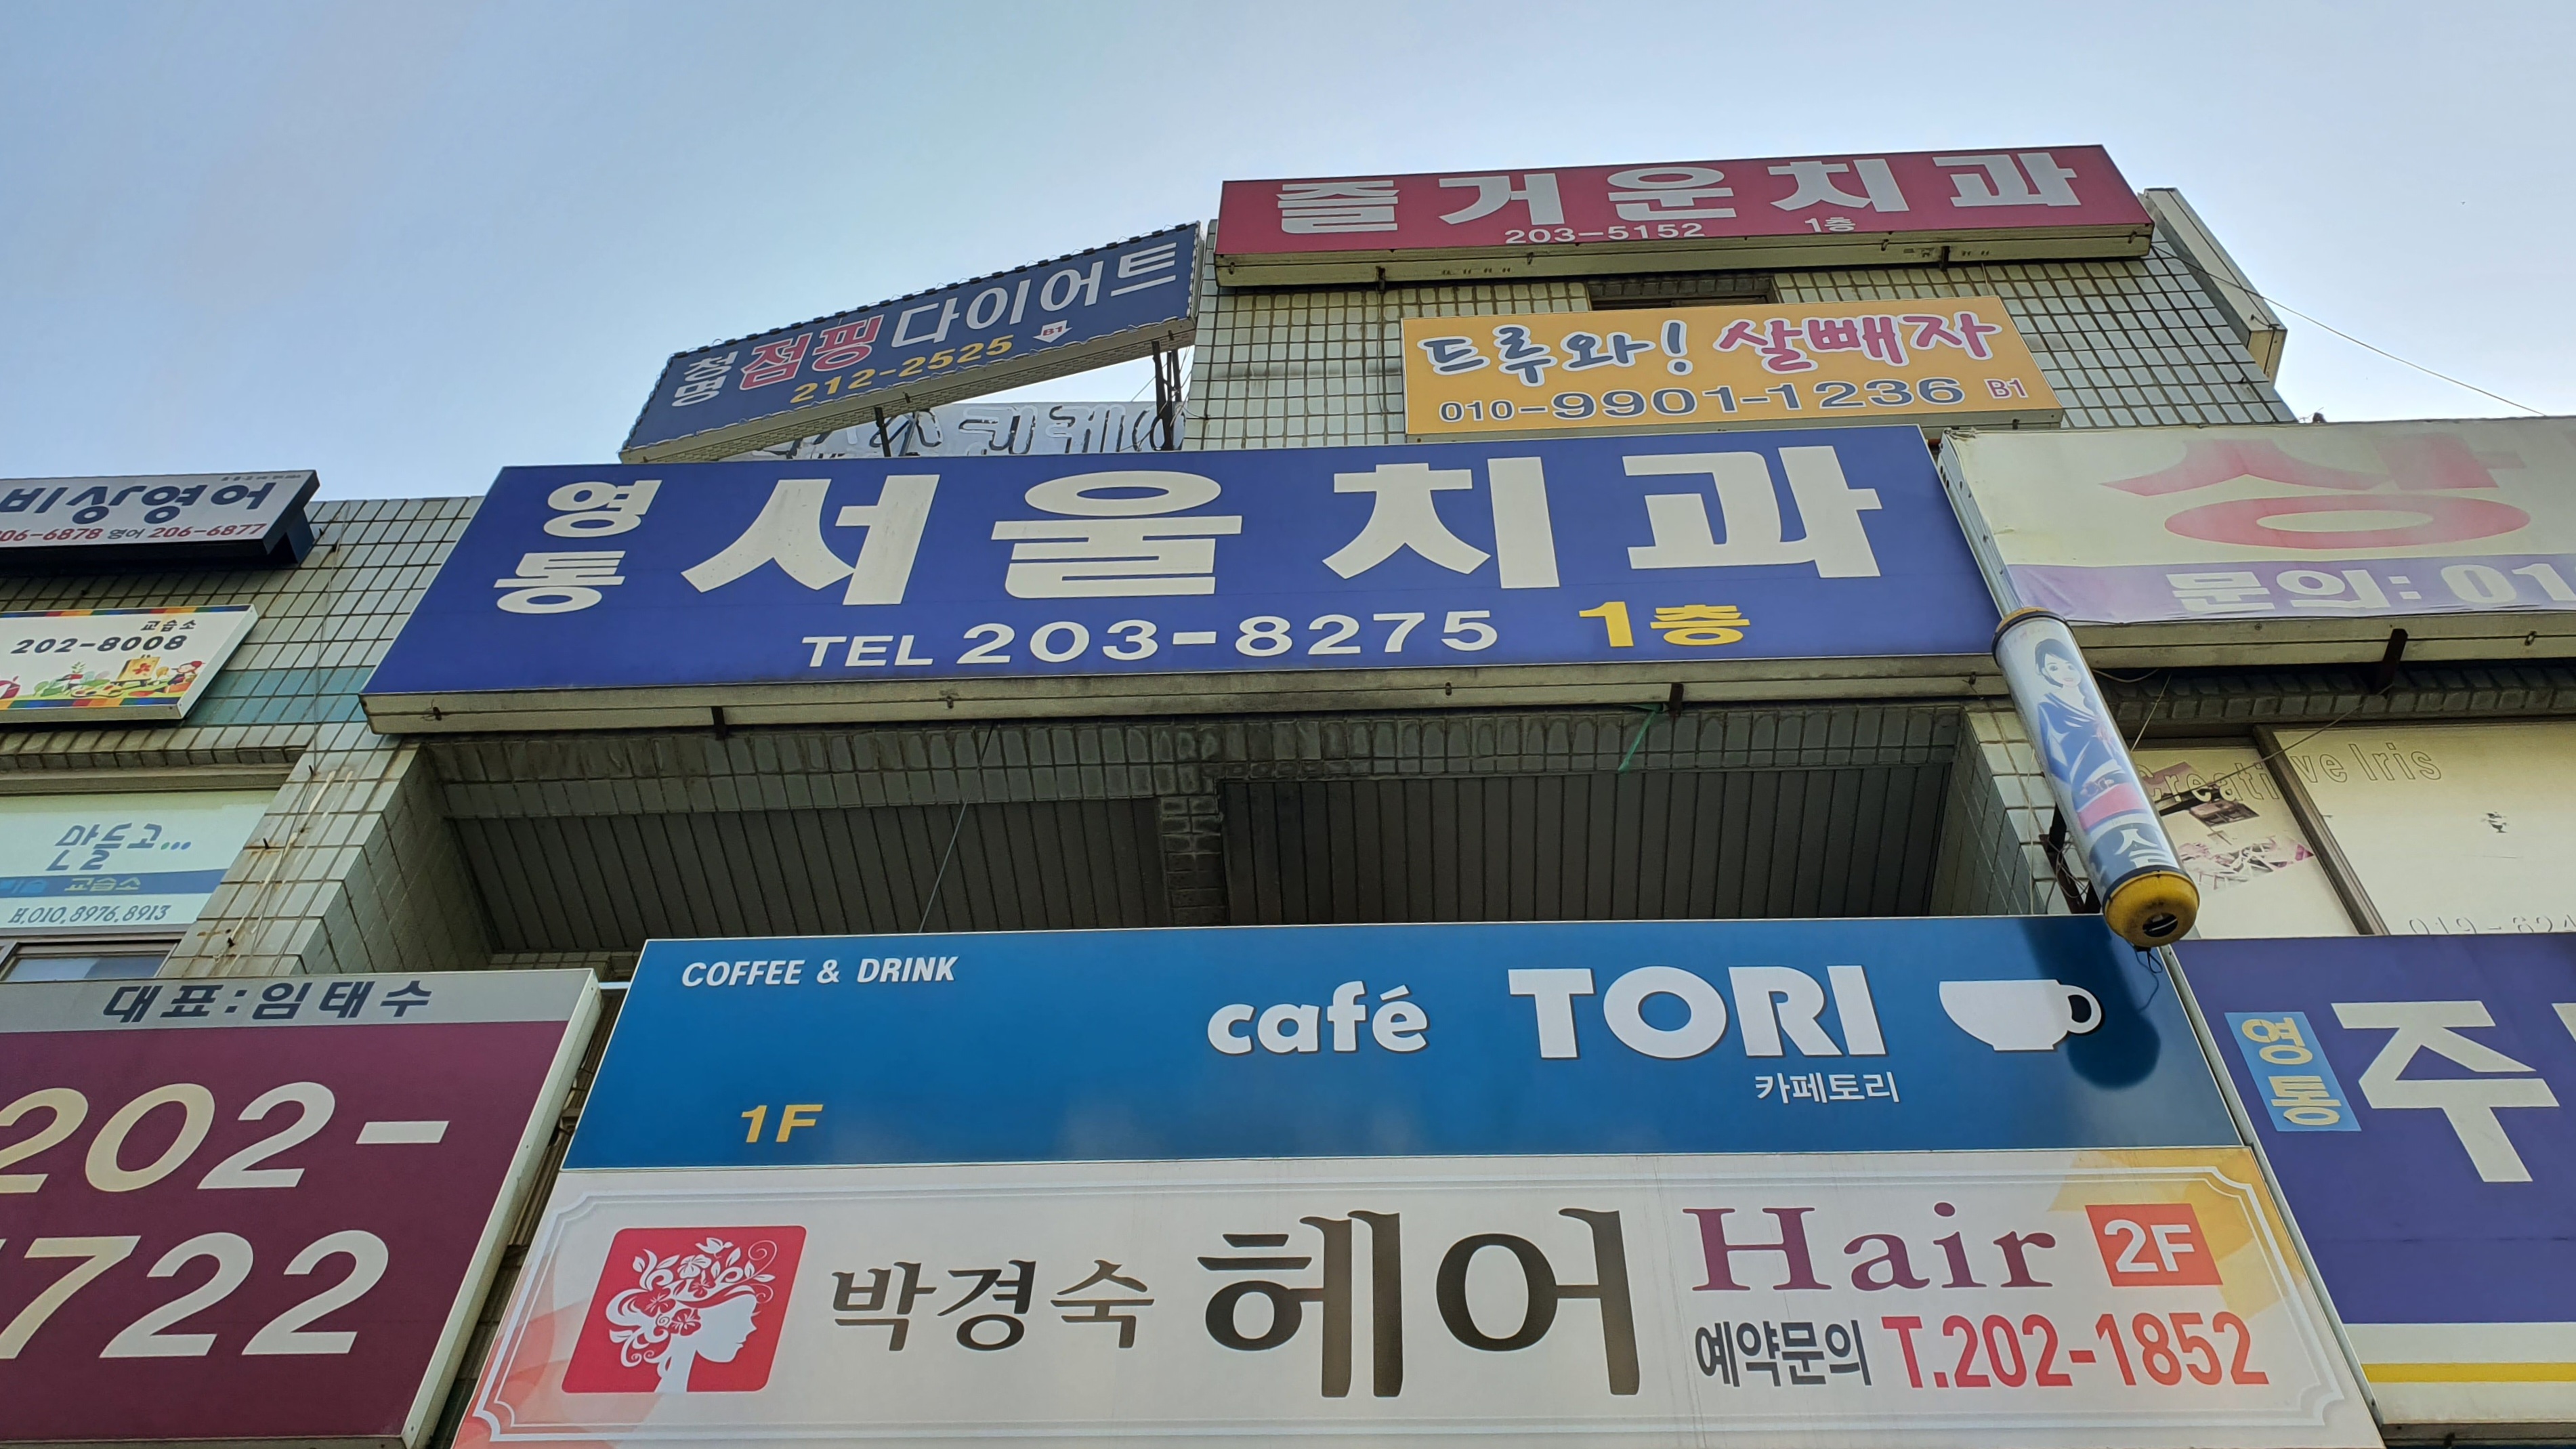 즐거운치과
203-5152 1층
청명 점핑 다이어트
212-2525 B1
드루와! 살빼자
010-9901-1236 B1
비상영어
06-6878 영어 206-6877
영통 서울치과
TEL 203-8275 1층
상
문의: 01
교습소
202-8008
만들고...
교습소
H.010.8976.8913
Creative Iris
대표:임태수
202-
722
COFFEE & DRINK
café TORI
카페토리
1F
영통 주
박경숙 헤어 Hair 2F
예약문의 T.202-1852